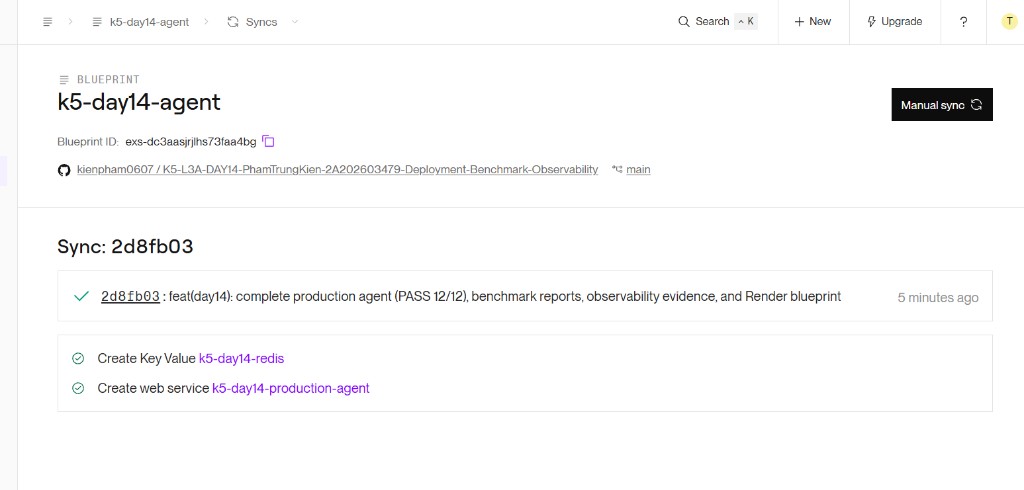 k5-day14-agent > Syncs
Search ^ K
+ New
Upgrade
?
T
BLUEPRINT
k5-day14-agent
Manual sync
Blueprint ID: exs-dc3aasjrjlhs73faa4bg
kienpham0607 / K5-L3A-DAY14-PhamTrungKien-2A202603479-Deployment-Benchmark-Observability main
Sync: 2d8fb03
2d8fb03 : feat(day14): complete production agent (PASS 12/12), benchmark reports, observability evidence, and Render blueprint 5 minutes ago
Create Key Value k5-day14-redis
Create web service k5-day14-production-agent